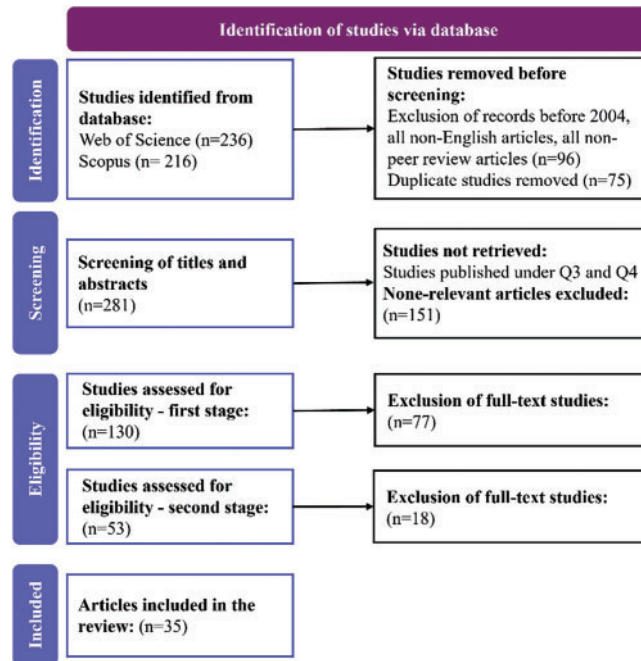 Identification of studies via database
Identification
Studies identified from
database:
Web of Science (n=236)
Scopus (n= 216)
Studies removed before
screening:
Exclusion of records before 2004,
all non-English articles, all non-
peer review articles (n=96)
Duplicate studies removed (n=75)
Screening
Screening of titles and
abstracts
(n=281)
Studies not retrieved:
Studies published under Q3 and Q4
None-relevant articles excluded:
(n=151)
Eligibility
Studies assessed for
eligibility - first stage:
(n=130)
Exclusion of full-text studies:
(n=77)
Studies assessed for
eligibility - second stage:
(n=53)
Exclusion of full-text studies:
(n=18)
Included
Articles included in the
review: (n=35)